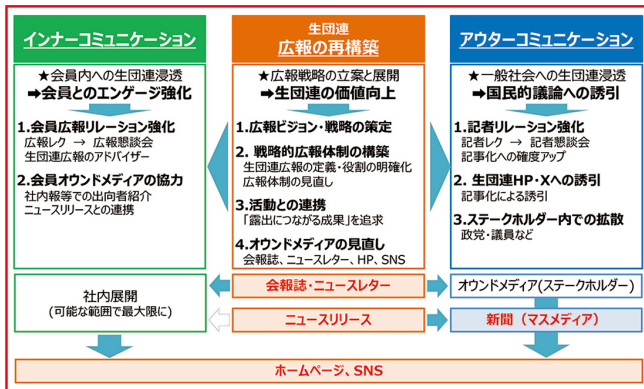 インナーコミュニケーション
★会員内への生団連浸透
➡会員とのエンゲージ強化
1.会員広報リレーション強化
広報レク → 広報懇談会
生団連広報のアドバイザー
2.会員オウンドメディアの協力
社内報等での出向者紹介
ニュースリリースとの連携
生団連
広報の再構築
★広報戦略の立案と展開
➡生団連の価値向上
1.広報ビジョン・戦略の策定
2. 戦略的広報体制の構築
生団連広報の定義・役割の明確化
広報体制の見直し
3.活動との連携
「露出につながる成果」を追求
4.オウンドメディアの見直し
会報誌、ニュースレター、HP、SNS
アウターコミュニケーション
★一般社会への生団連浸透
➡国民的議論への誘引
1.記者リレーション強化
記者レク → 記者懇談会
記事化への確度アップ
2. 生団連HP・Xへの誘引
記事化による誘引
3.ステークホルダー内での拡散
政党・議員など
社内展開
(可能な範囲で最大限に)
会報誌・ニュースレター
オウンドメディア(ステークホルダー)
ニュースリリース
新聞（マスメディア）
ホームページ、SNS